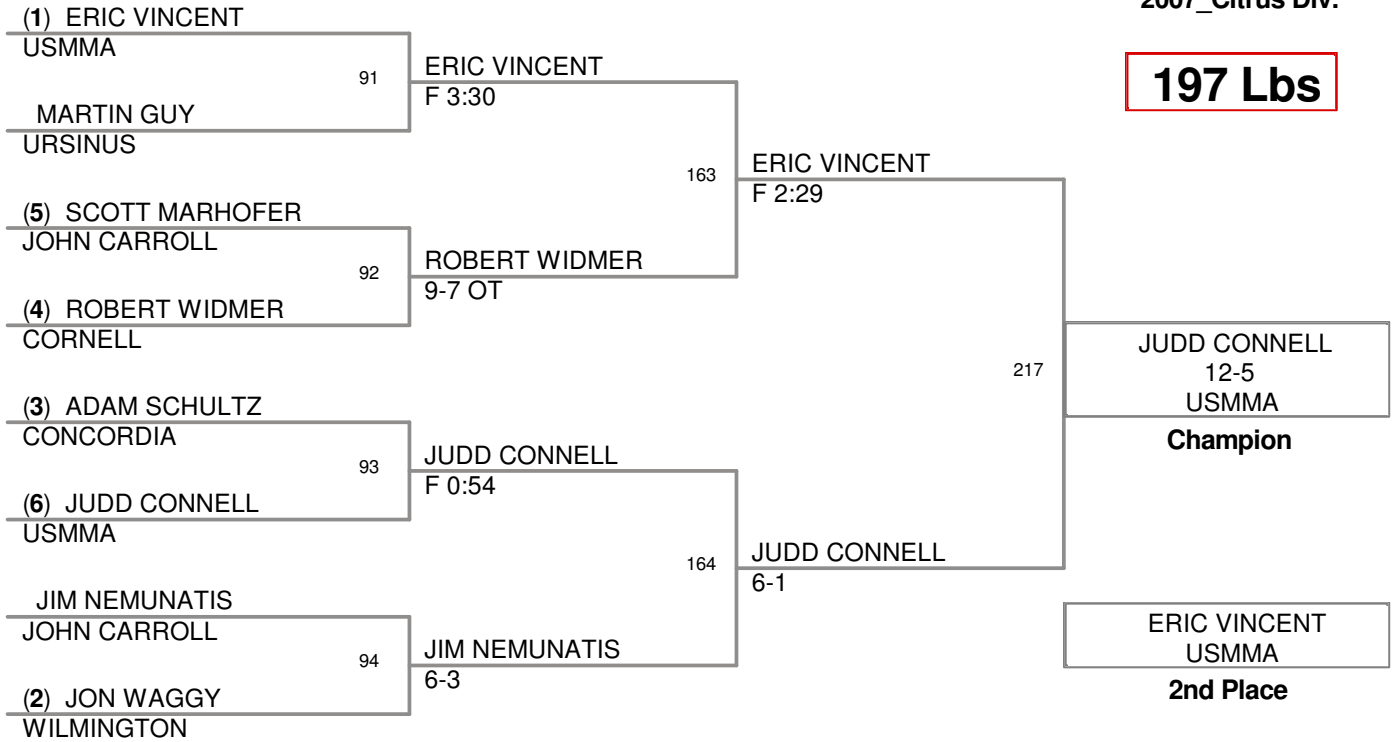 2007_Citrus Div.
197 Lbs
(1) ERIC VINCENT
USMMA
91
MARTIN GUY
URSINUS
ERIC VINCENT
F 3:30
163
(5) SCOTT MARHOFER
JOHN CARROLL
92
(4) ROBERT WIDMER
CORNELL
ROBERT WIDMER
9-7 OT
ERIC VINCENT
F 2:29
217
(3) ADAM SCHULTZ
CONCORDIA
93
(6) JUDD CONNELL
USMMA
JUDD CONNELL
F 0:54
164
JIM NEMUNATIS
JOHN CARROLL
94
(2) JON WAGGY
WILMINGTON
JIM NEMUNATIS
6-3
JUDD CONNELL
6-1
JUDD CONNELL
12-5
USMMA
Champion
ERIC VINCENT
USMMA
2nd Place